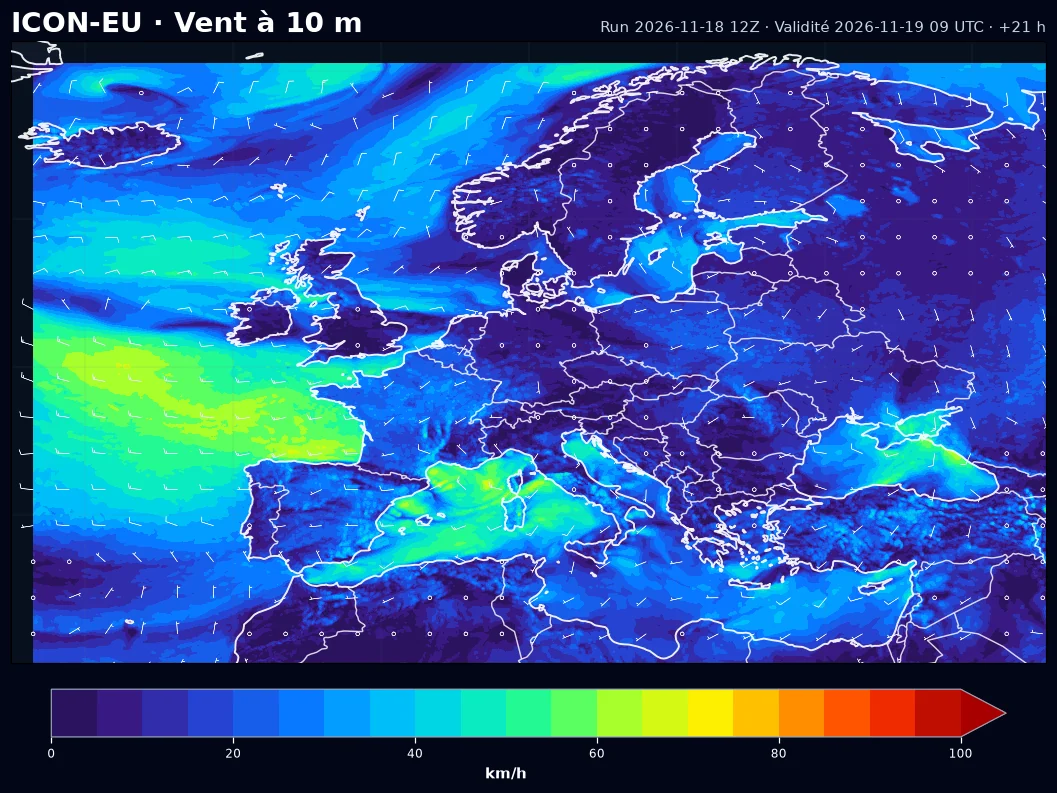 ICON-EU · Vent à 10 m
Run 2026-11-18 12Z · Validité 2026-11-19 09 UTC · +21 h
0 20 40 60 80 100
km/h